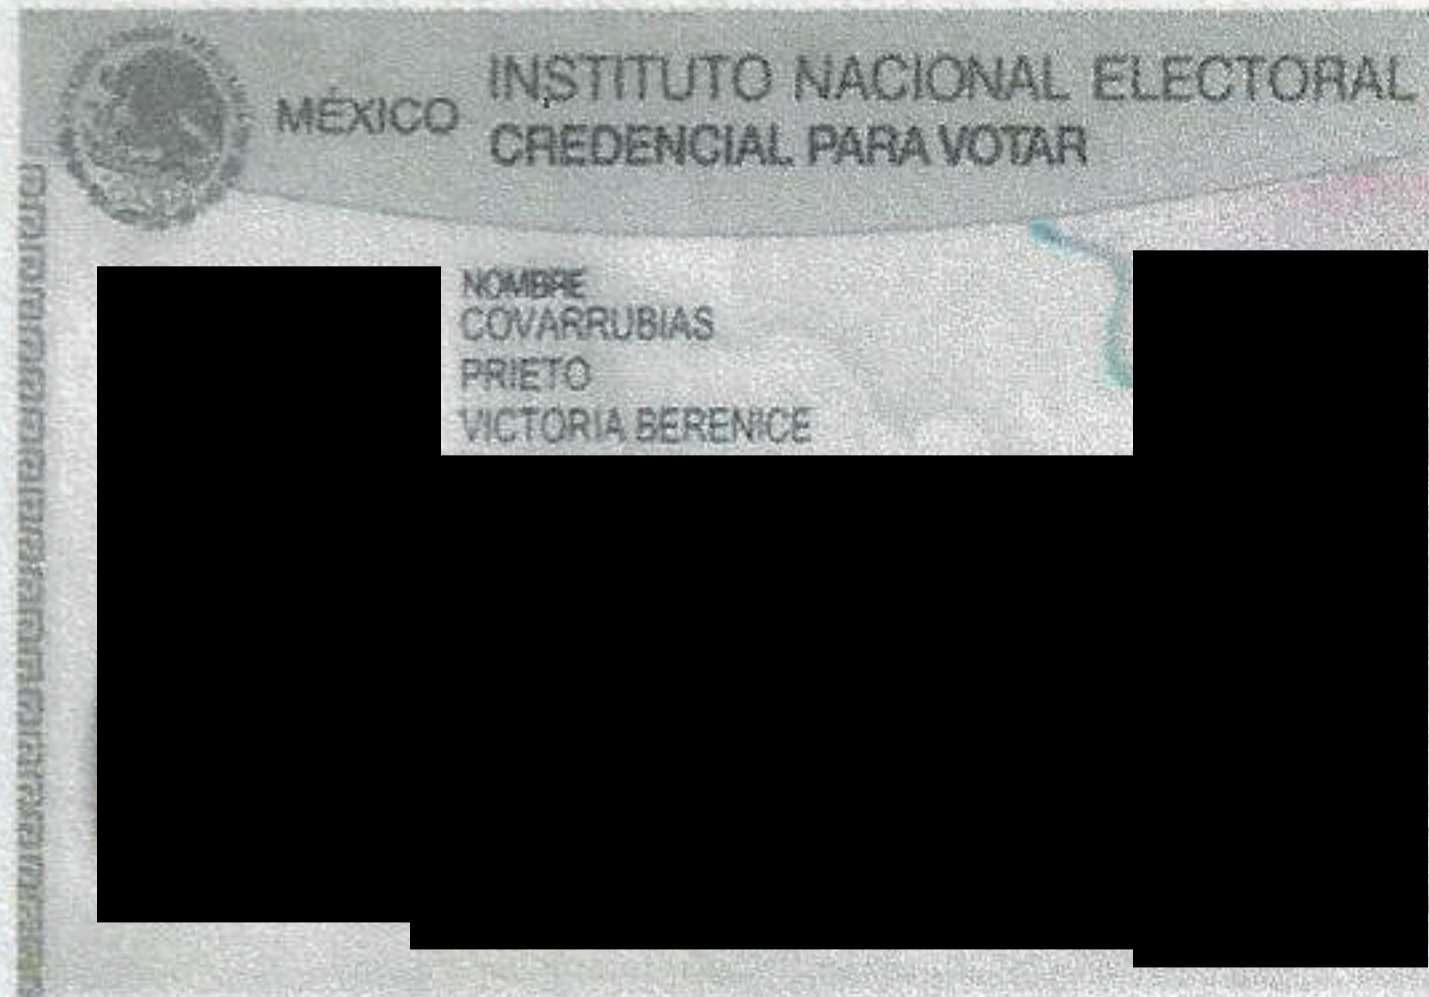 MÉXICO
INSTITUTO NACIONAL ELECTORAL
CREDENCIAL PARA VOTAR
NOMBRE
COVARRUBIAS
PRIETO
VICTORIA BERENICE